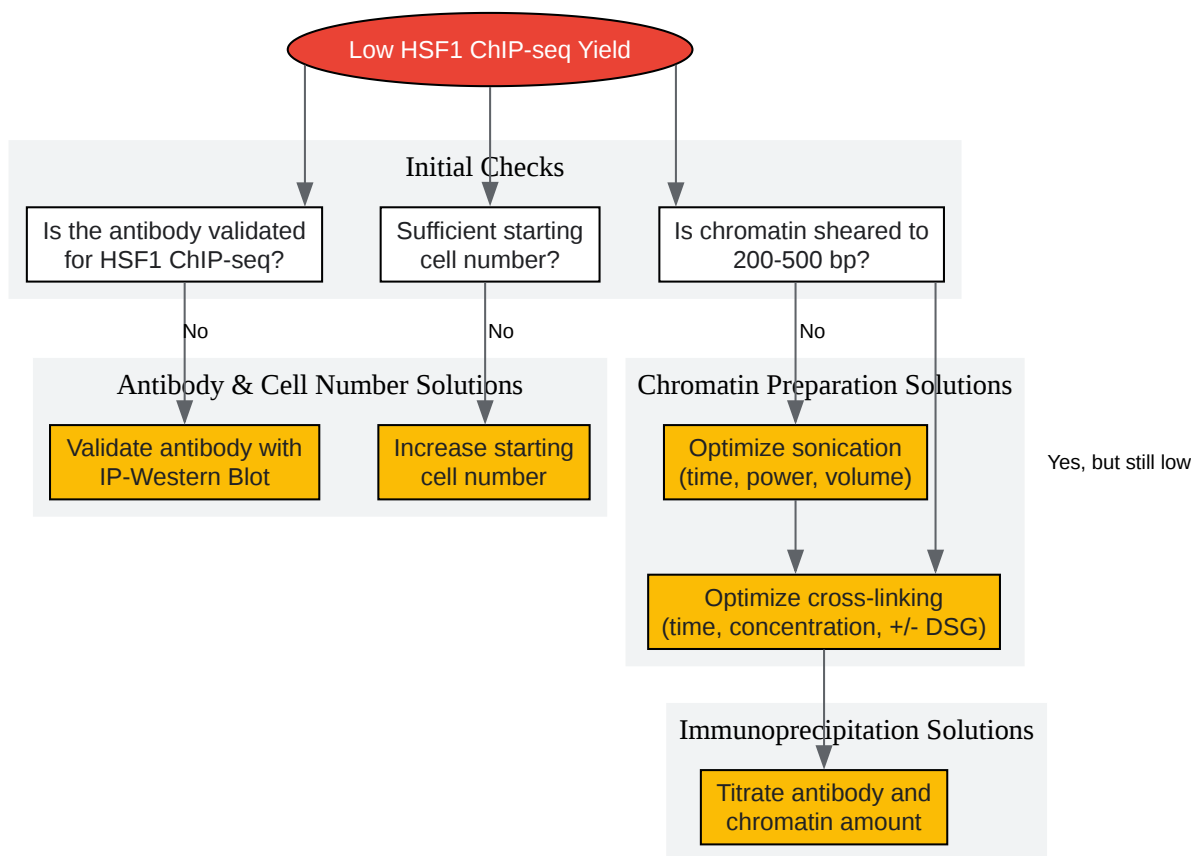 Low HSF1 ChIP-seq Yield
Initial Checks
Is the antibody validated
for HSF1 ChIP-seq?
Sufficient starting
cell number?
Is chromatin sheared to
200-500 bp?
No
No
No
Antibody & Cell Number Solutions
Chromatin Preparation Solutions
Validate antibody with
IP-Western Blot
Increase starting
cell number
Optimize sonication
(time, power, volume)
Yes, but still low
Optimize cross-linking
(time, concentration, +/- DSG)
Immunoprecipitation Solutions
Titrate antibody and
chromatin amount